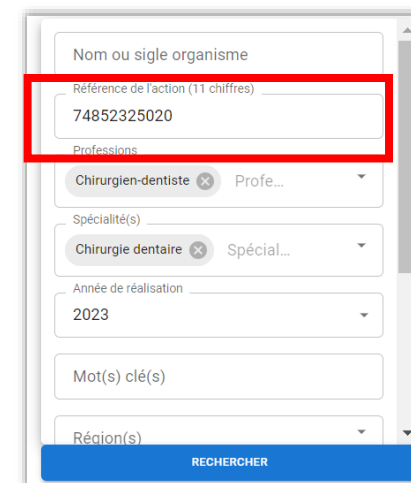 Nom ou sigle organisme
Référence de l'action (11 chiffres)
74852325020
Professions
Chirurgien-dentiste Profe...
Spécialité(s)
Chirurgie dentaire Spécial...
Année de réalisation
2023
Mot(s) clé(s)
Région(s)
RECHERCHER